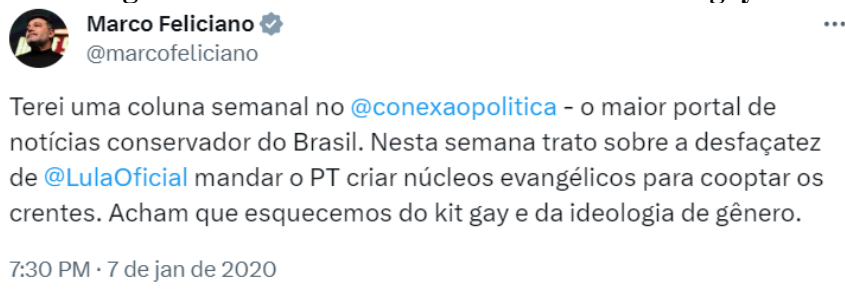 Marco Feliciano
@marcofeliciano
Terei uma coluna semanal no @conexaopolitica - o maior portal de
notícias conservador do Brasil. Nesta semana trato sobre a desfaçatez
de @LulaOficial mandar o PT criar núcleos evangélicos para cooptar os
crentes. Acham que esquecemos do kit gay e da ideologia de gênero.
7:30 PM · 7 de jan de 2020